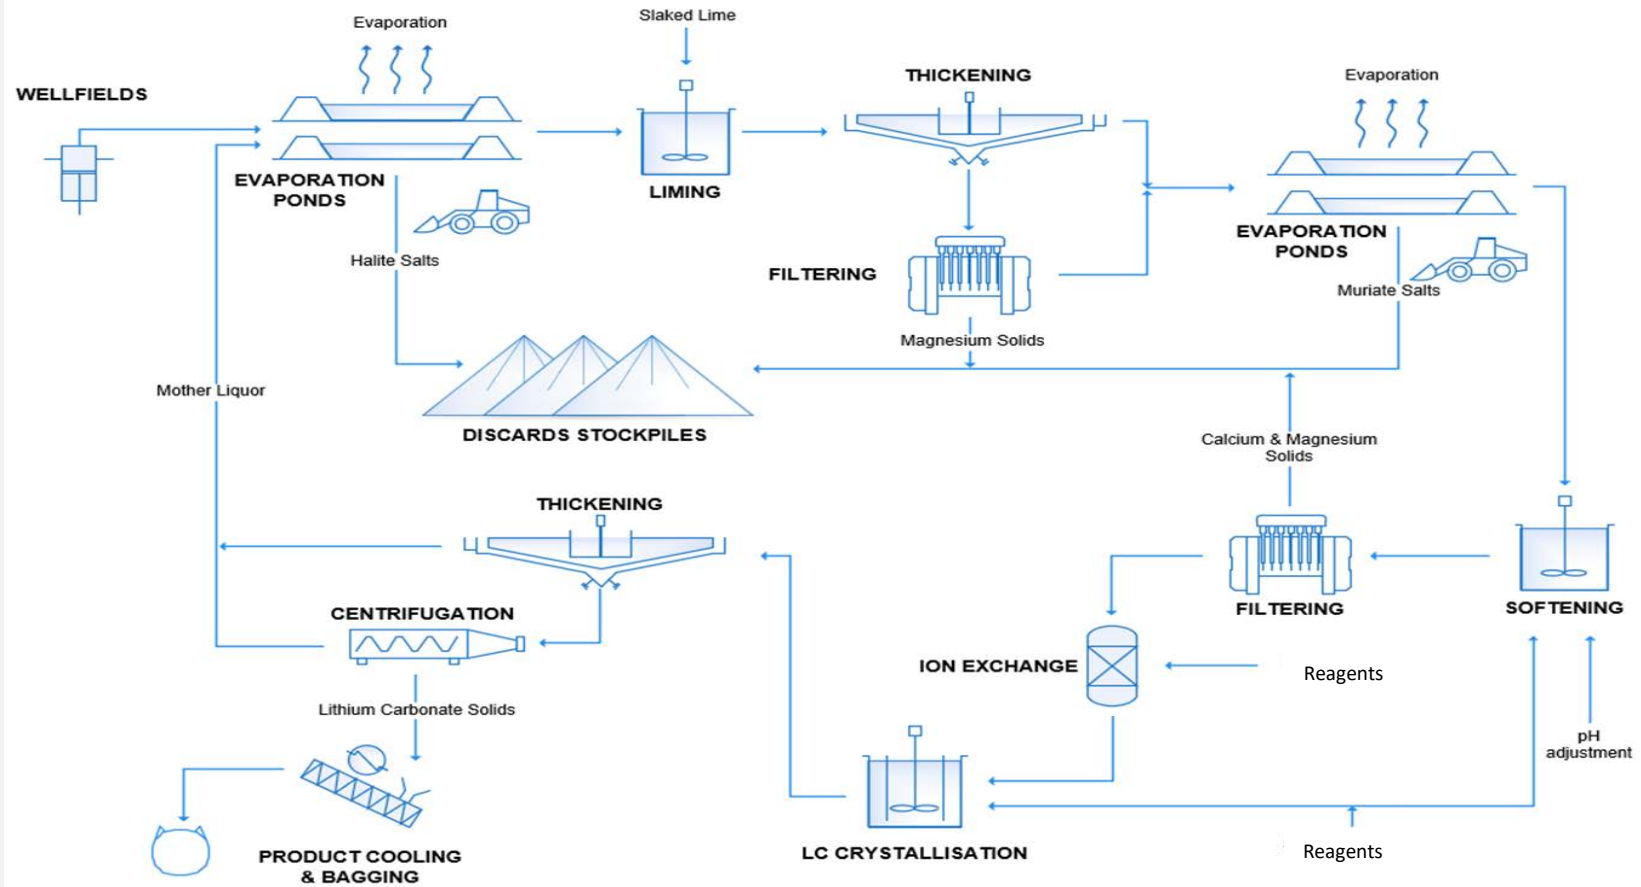 Evaporation
Slaked Lime
WELLFIELDS
THICKENING
Evaporation
EVAPORATION
PONDS
LIMING
Halite Salts
FILTERING
EVAPORATION
PONDS
Muriate Salts
Magnesium Solids
Mother Liquor
DISCARDS STOCKPILES
Calcium & Magnesium
Solids
THICKENING
CENTRIFUGATION
FILTERING
SOFTENING
ION EXCHANGE
Reagents
Lithium Carbonate Solids
pH
adjustment
LC CRYSTALLISATION
Reagents
PRODUCT COOLING
& BAGGING